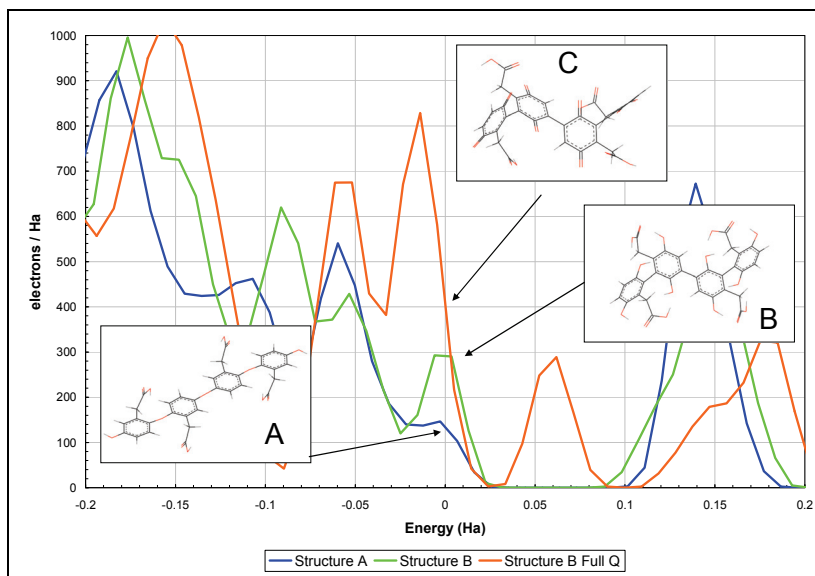 1000
900
800
700
600
500
400
300
200
100
0
electrons / Ha
C
B
A
-0.2 -0.15 -0.1 -0.05 0 0.05 0.1 0.15 0.2
Energy (Ha)
Structure A Structure B Structure B Full Q